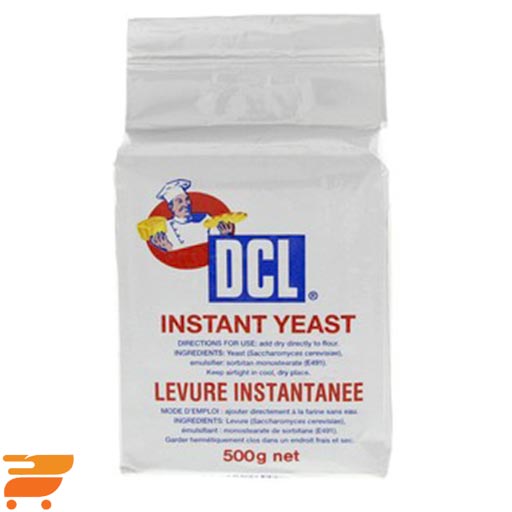 DCL ®
INSTANT YEAST
DIRECTIONS FOR USE: add dry directly to flour.
INGREDIENTS: Yeast (Saccharomyces cerevisiae),
emulsifier: sorbitan monostearate (E491).
Keep airtight in cool, dry place.
LEVURE INSTANTANEE
MODE D'EMPLOI : ajouter directement à la farine sans eau.
INGREDIENTS: Levure (Saccharomyces cerevisiae),
émulsifiant : monostearate de sorbitane (E491).
Garder hermétiquement clos dans un endroit frais et sec.
500g net